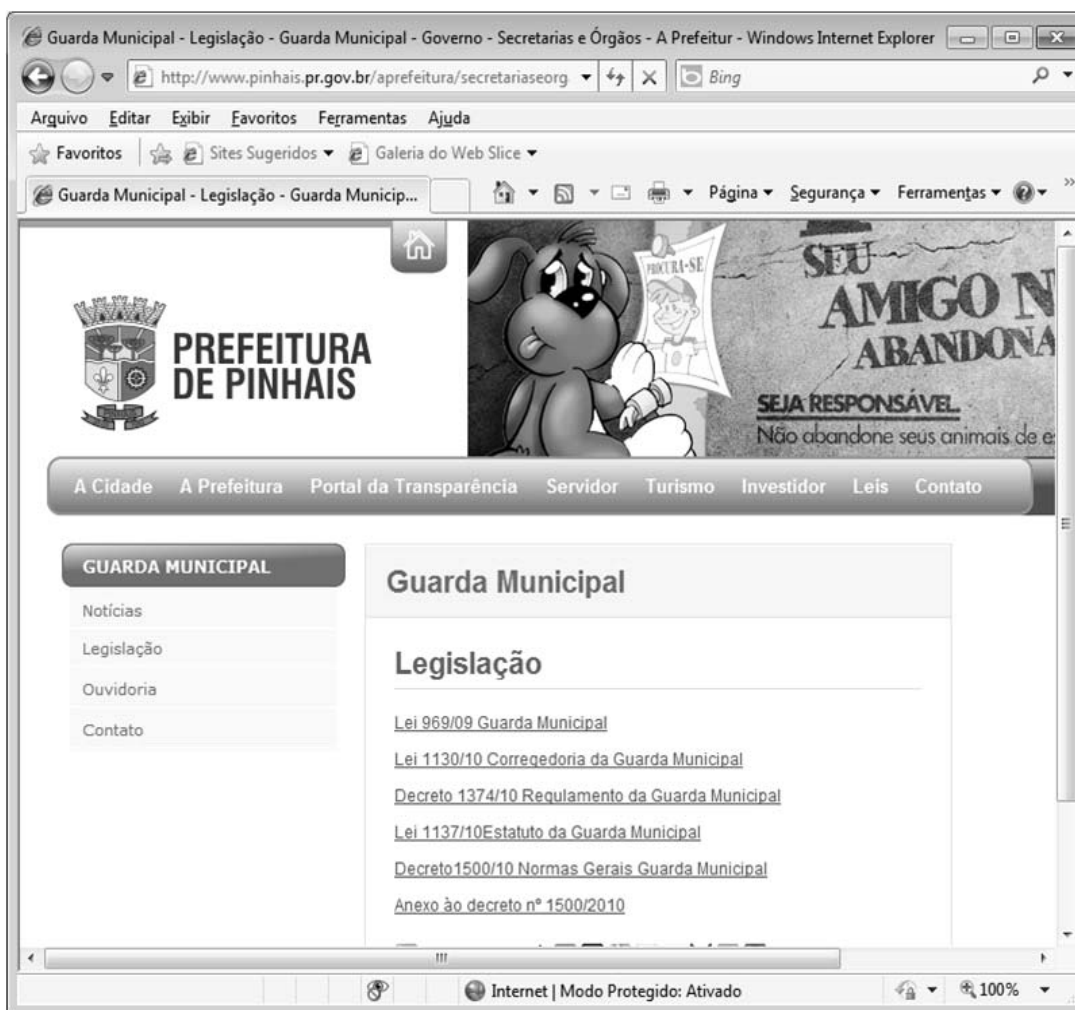 Guarda Municipal - Legislação - Guarda Municipal - Governo - Secretarias e Órgãos - A Prefeitur - Windows Internet Explorer
http://www.pinhais.pr.gov.br/aprefeitura/secretariaseorg
Bing
Arquivo Editar Exibir Favoritos Ferramentas Ajuda
Favoritos Sites Sugeridos Galeria do Web Slice
Guarda Municipal - Legislação - Guarda Municip...
Página Segurança Ferramentas
PROCURA-SE
SEU
AMIGO N
ABANDONA
PREFEITURA
DE PINHAIS
SEJA RESPONSÁVEL.
Não abandone seus animais de e
A Cidade A Prefeitura Portal da Transparência Servidor Turismo Investidor Leis Contato
GUARDA MUNICIPAL
Notícias
Legislação
Ouvidoria
Contato
Guarda Municipal
Legislação
Lei 969/09 Guarda Municipal
Lei 1130/10 Corregedoria da Guarda Municipal
Decreto 1374/10 Regulamento da Guarda Municipal
Lei 1137/10Estatuto da Guarda Municipal
Decreto1500/10 Normas Gerais Guarda Municipal
Anexo ào decreto nº 1500/2010
Internet | Modo Protegido: Ativado
100%